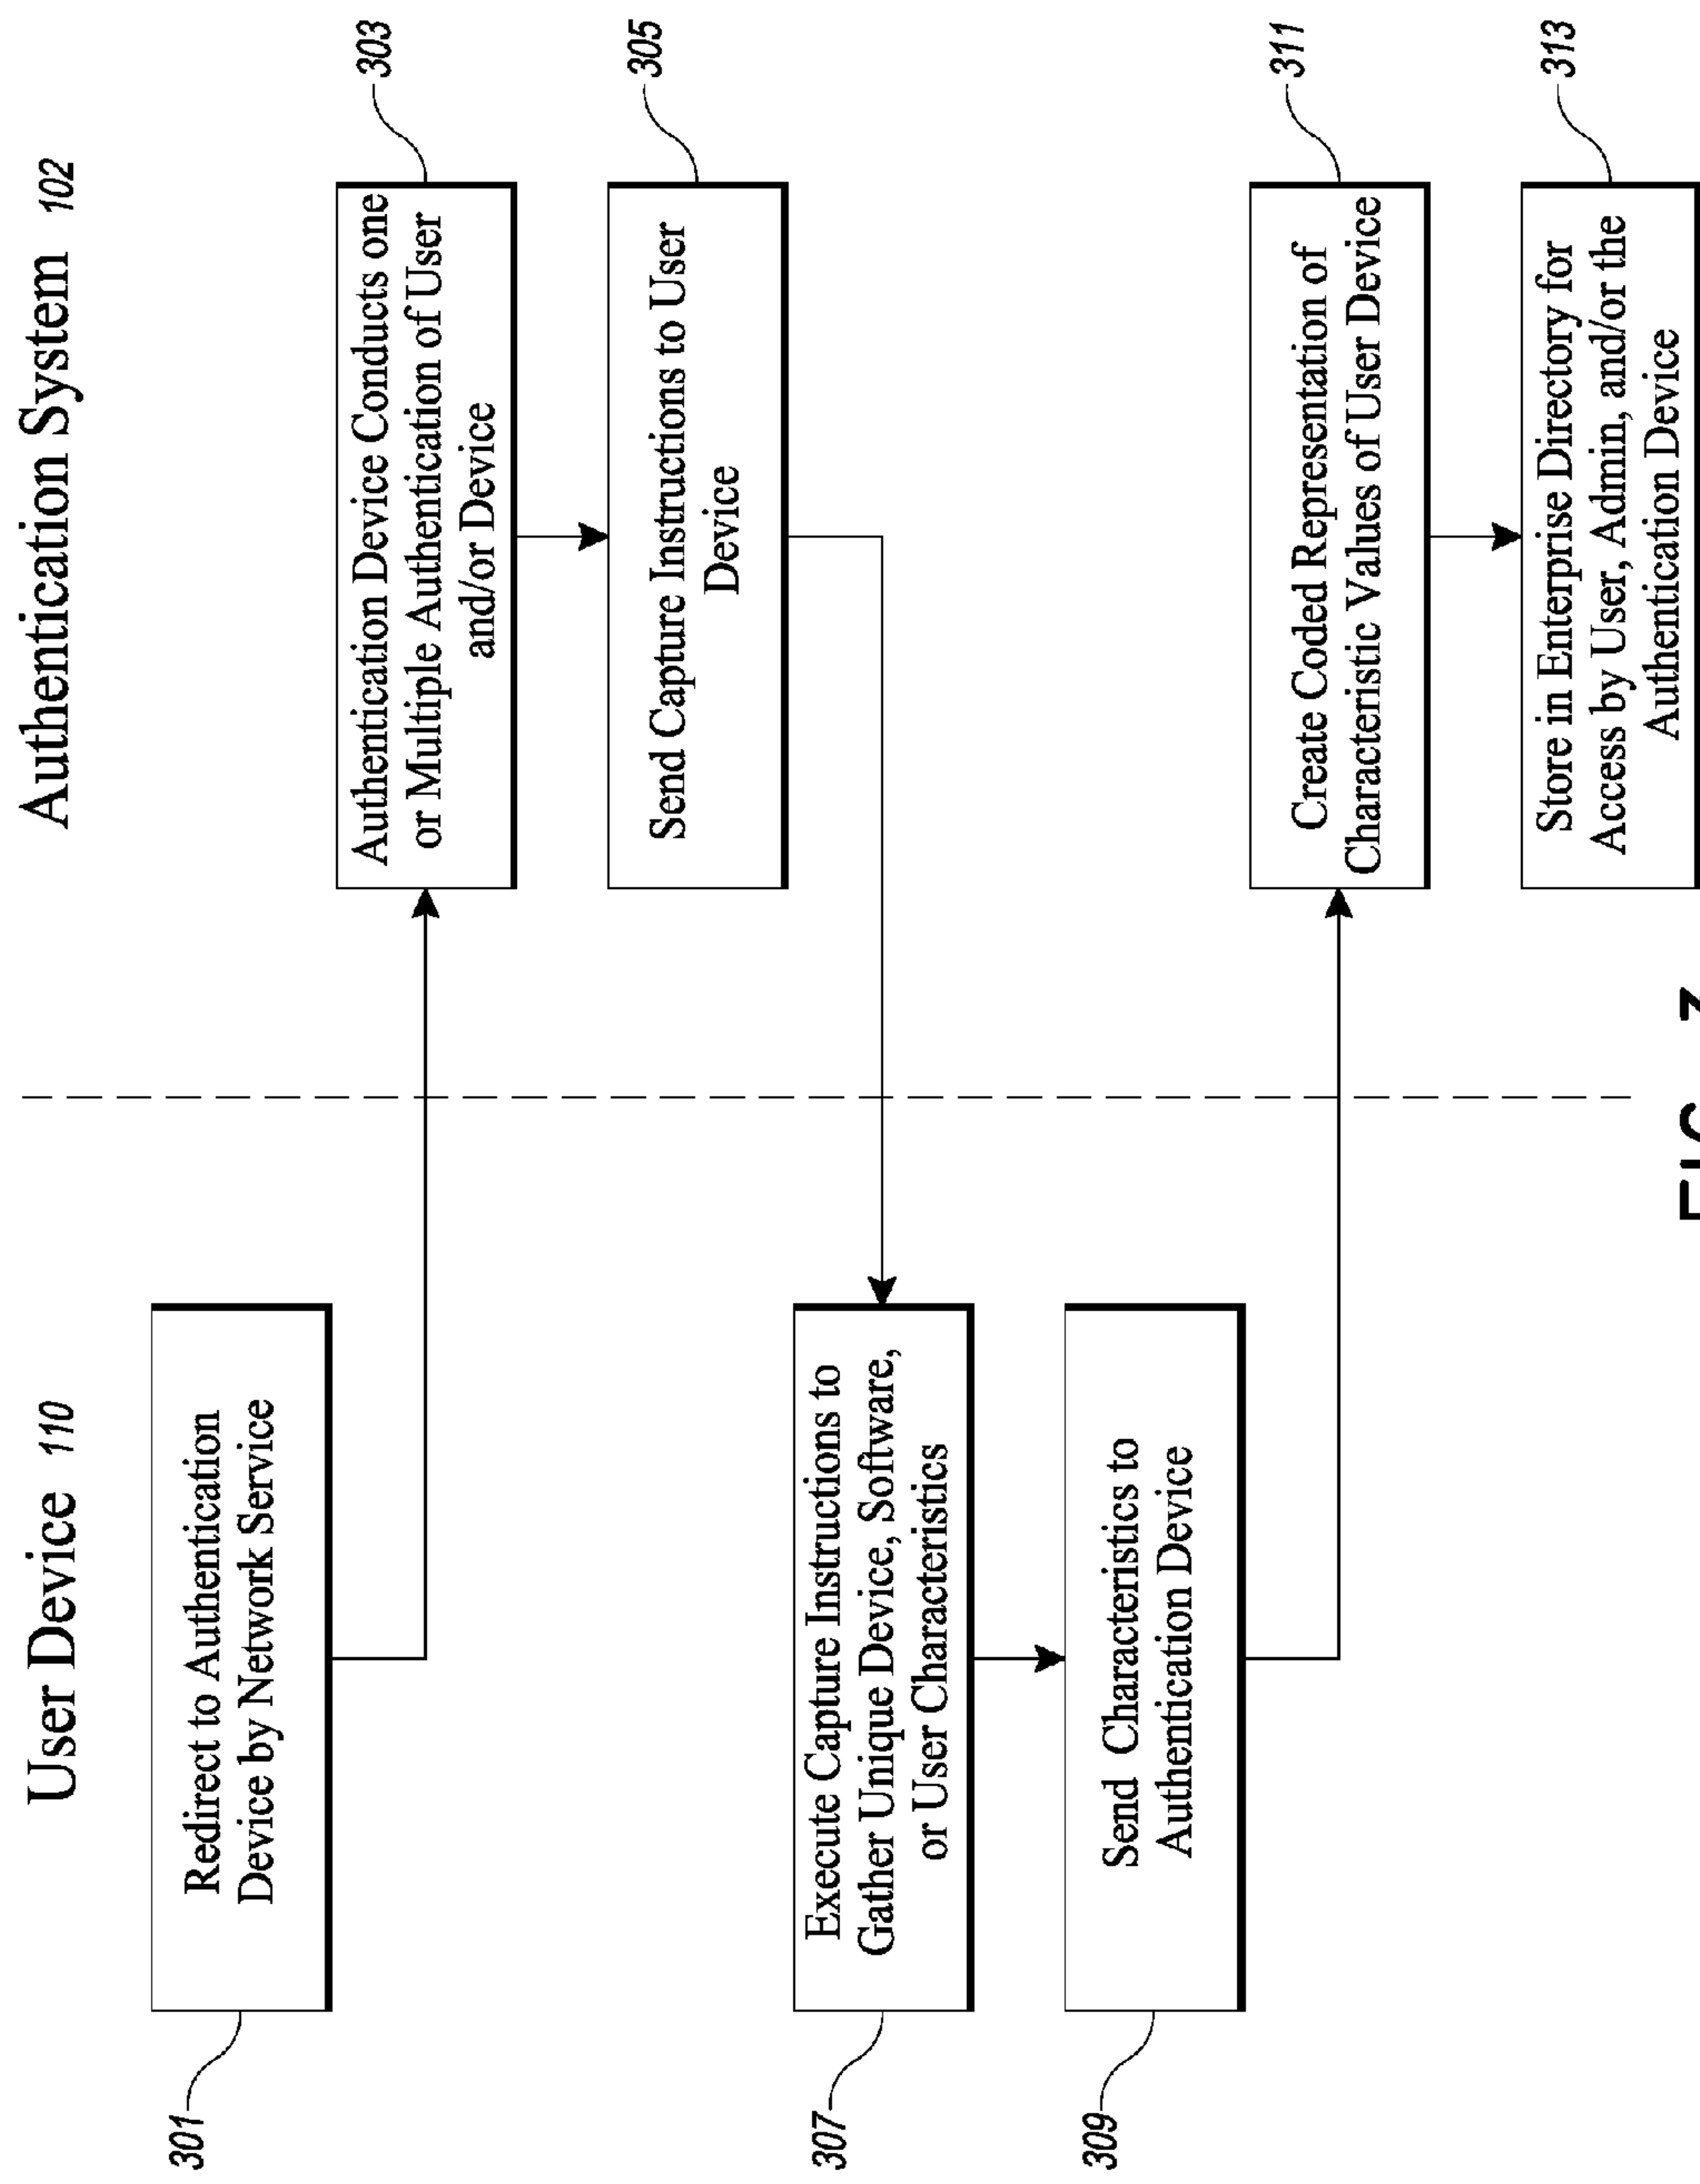 User Device 110
Authentication System 102
301
Redirect to Authentication
Device by Network Service
Authentication Device Conducts one
or Multiple Authentication of User
and/or Device
303
Send Capture Instructions to User
Device
305
307
Execute Capture Instructions to
Gather Unique Device, Software,
or User Characteristics
309
Send Characteristics to
Authentication Device
Create Coded Representation of
Characteristic Values of User Device
311
Store in Enterprise Directory for
Access by User, Admin, and/or the
Authentication Device
313